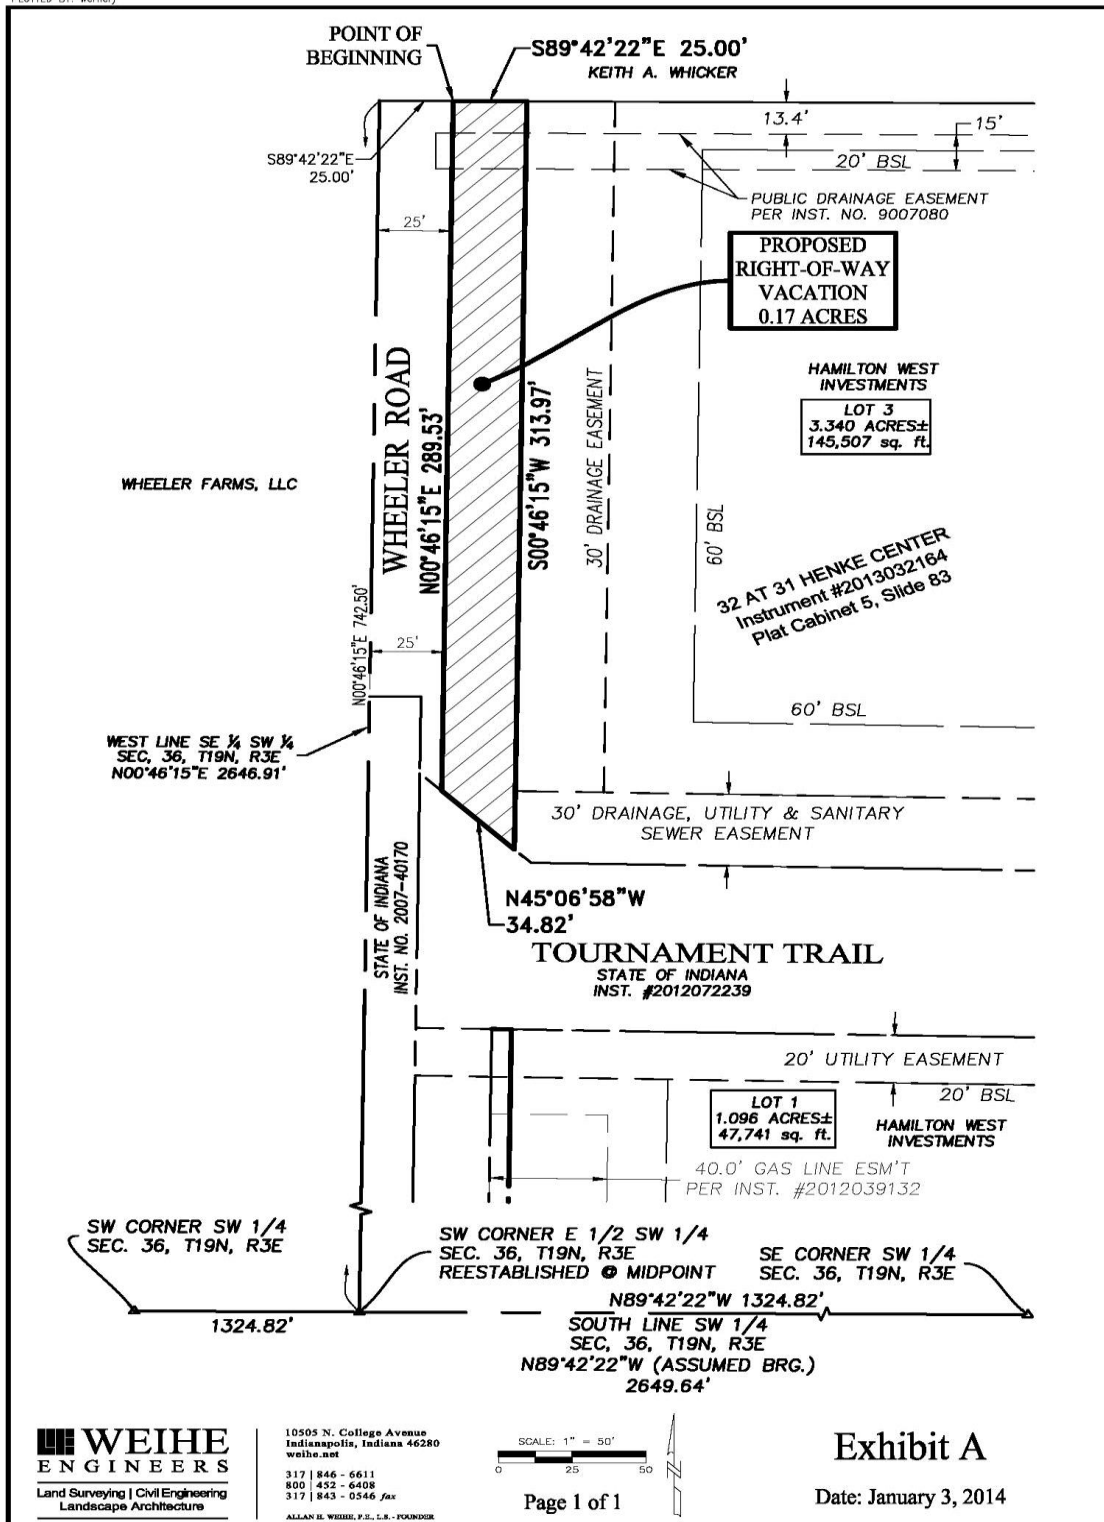 POINT OF
BEGINNING
S89°42'22"E 25.00'
KEITH A. WHICKER
S89°42'22"E
25.00'
13.4'
15'
20' BSL
PUBLIC DRAINAGE EASEMENT
PER INST. NO. 9007080
25'
PROPOSED
RIGHT-OF-WAY
VACATION
0.17 ACRES
WHEELER ROAD
N00°46'15"E 289.53'
S00°46'15"W 313.97'
30' DRAINAGE EASEMENT
60' BSL
HAMILTON WEST
INVESTMENTS
LOT 3
3.340 ACRES±
145,507 sq. ft.
WHEELER FARMS, LLC
32 AT 31 HENKE CENTER
Instrument #2013032164
Plat Cabinet 5, Slide 83
N00°46'15"E 742.50'
25'
60' BSL
WEST LINE SE ¼ SW ¼
SEC, 36, T19N, R3E
N00°46'15"E 2646.91'
30' DRAINAGE, UTILITY & SANITARY
SEWER EASEMENT
STATE OF INDIANA
INST. NO. 2007-40170
N45°06'58"W
34.82'
TOURNAMENT TRAIL
STATE OF INDIANA
INST. #2012072239
20' UTILITY EASEMENT
20' BSL
LOT 1
1.096 ACRES±
47,741 sq. ft.
HAMILTON WEST
INVESTMENTS
40.0' GAS LINE ESM'T
PER INST. #2012039132
SW CORNER SW 1/4
SEC. 36, T19N, R3E
SW CORNER E 1/2 SW 1/4
SEC. 36, T19N, R3E
REESTABLISHED @ MIDPOINT
SE CORNER SW 1/4
SEC. 36, T19N, R3E
N89°42'22"W 1324.82'
1324.82'
SOUTH LINE SW 1/4
SEC, 36, T19N, R3E
N89°42'22"W (ASSUMED BRG.)
2649.64'
WEIHE
ENGINEERS
Land Surveying | Civil Engineering
Landscape Architecture
10505 N. College Avenue
Indianapolis, Indiana 46280
weihe.net
317 | 846 - 6611
800 | 452 - 6408
317 | 843 - 0546 fax
ALLAN H. WEIHE, P.E., L.S. - FOUNDER
SCALE: 1" = 50'
0 25 50
N
Page 1 of 1
Exhibit A
Date: January 3, 2014